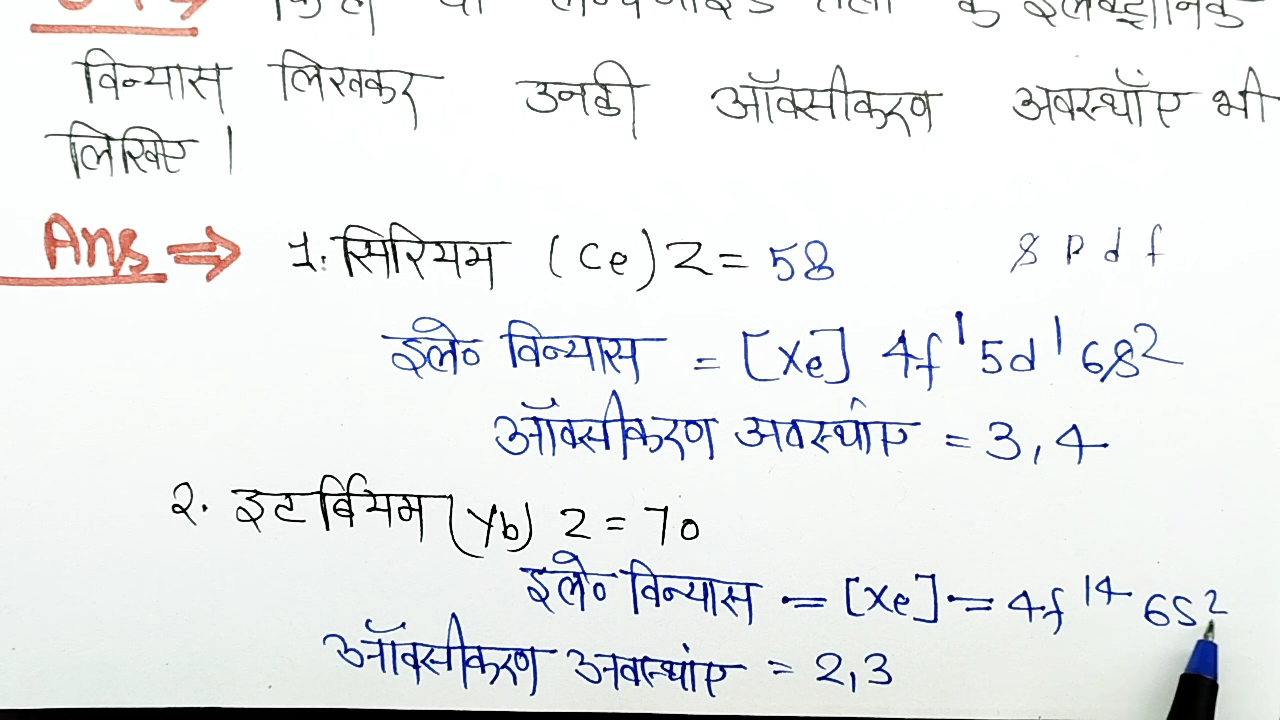 के
विन्यास लिखकर उनकी ऑक्सीकरण अवस्थाएँ भी
लिखिए ।
Ans ⇒ 1. सिरियम (Ce) Z = 58 s p d f
इले० विन्यास = [Xe] 4f¹ 5d¹ 6s²
ऑक्सीकरण अवस्थाएं = 3,4
२. इटर्बियम (Yb) Z = 70
इले० विन्यास = [Xe] = 4f¹⁴ 6s²
ऑक्सीकरण अवस्थाएं = 2,3